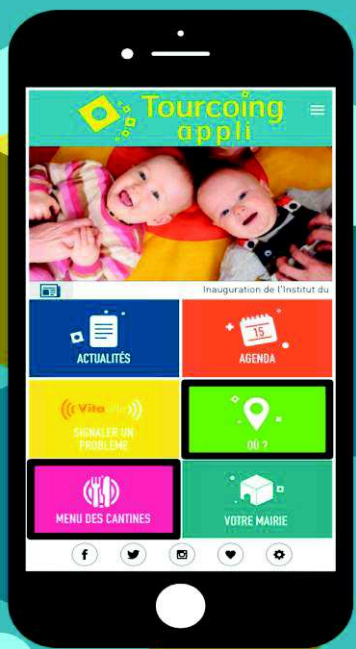 Tourcoing
appli
Inauguration de l'Institut du
ACTUALITÉS
15
AGENDA
((( Vita ville )))
SIGNALER UN
PROBLÈME
OÙ ?
MENU DES CANTINES
VOTRE MAIRIE